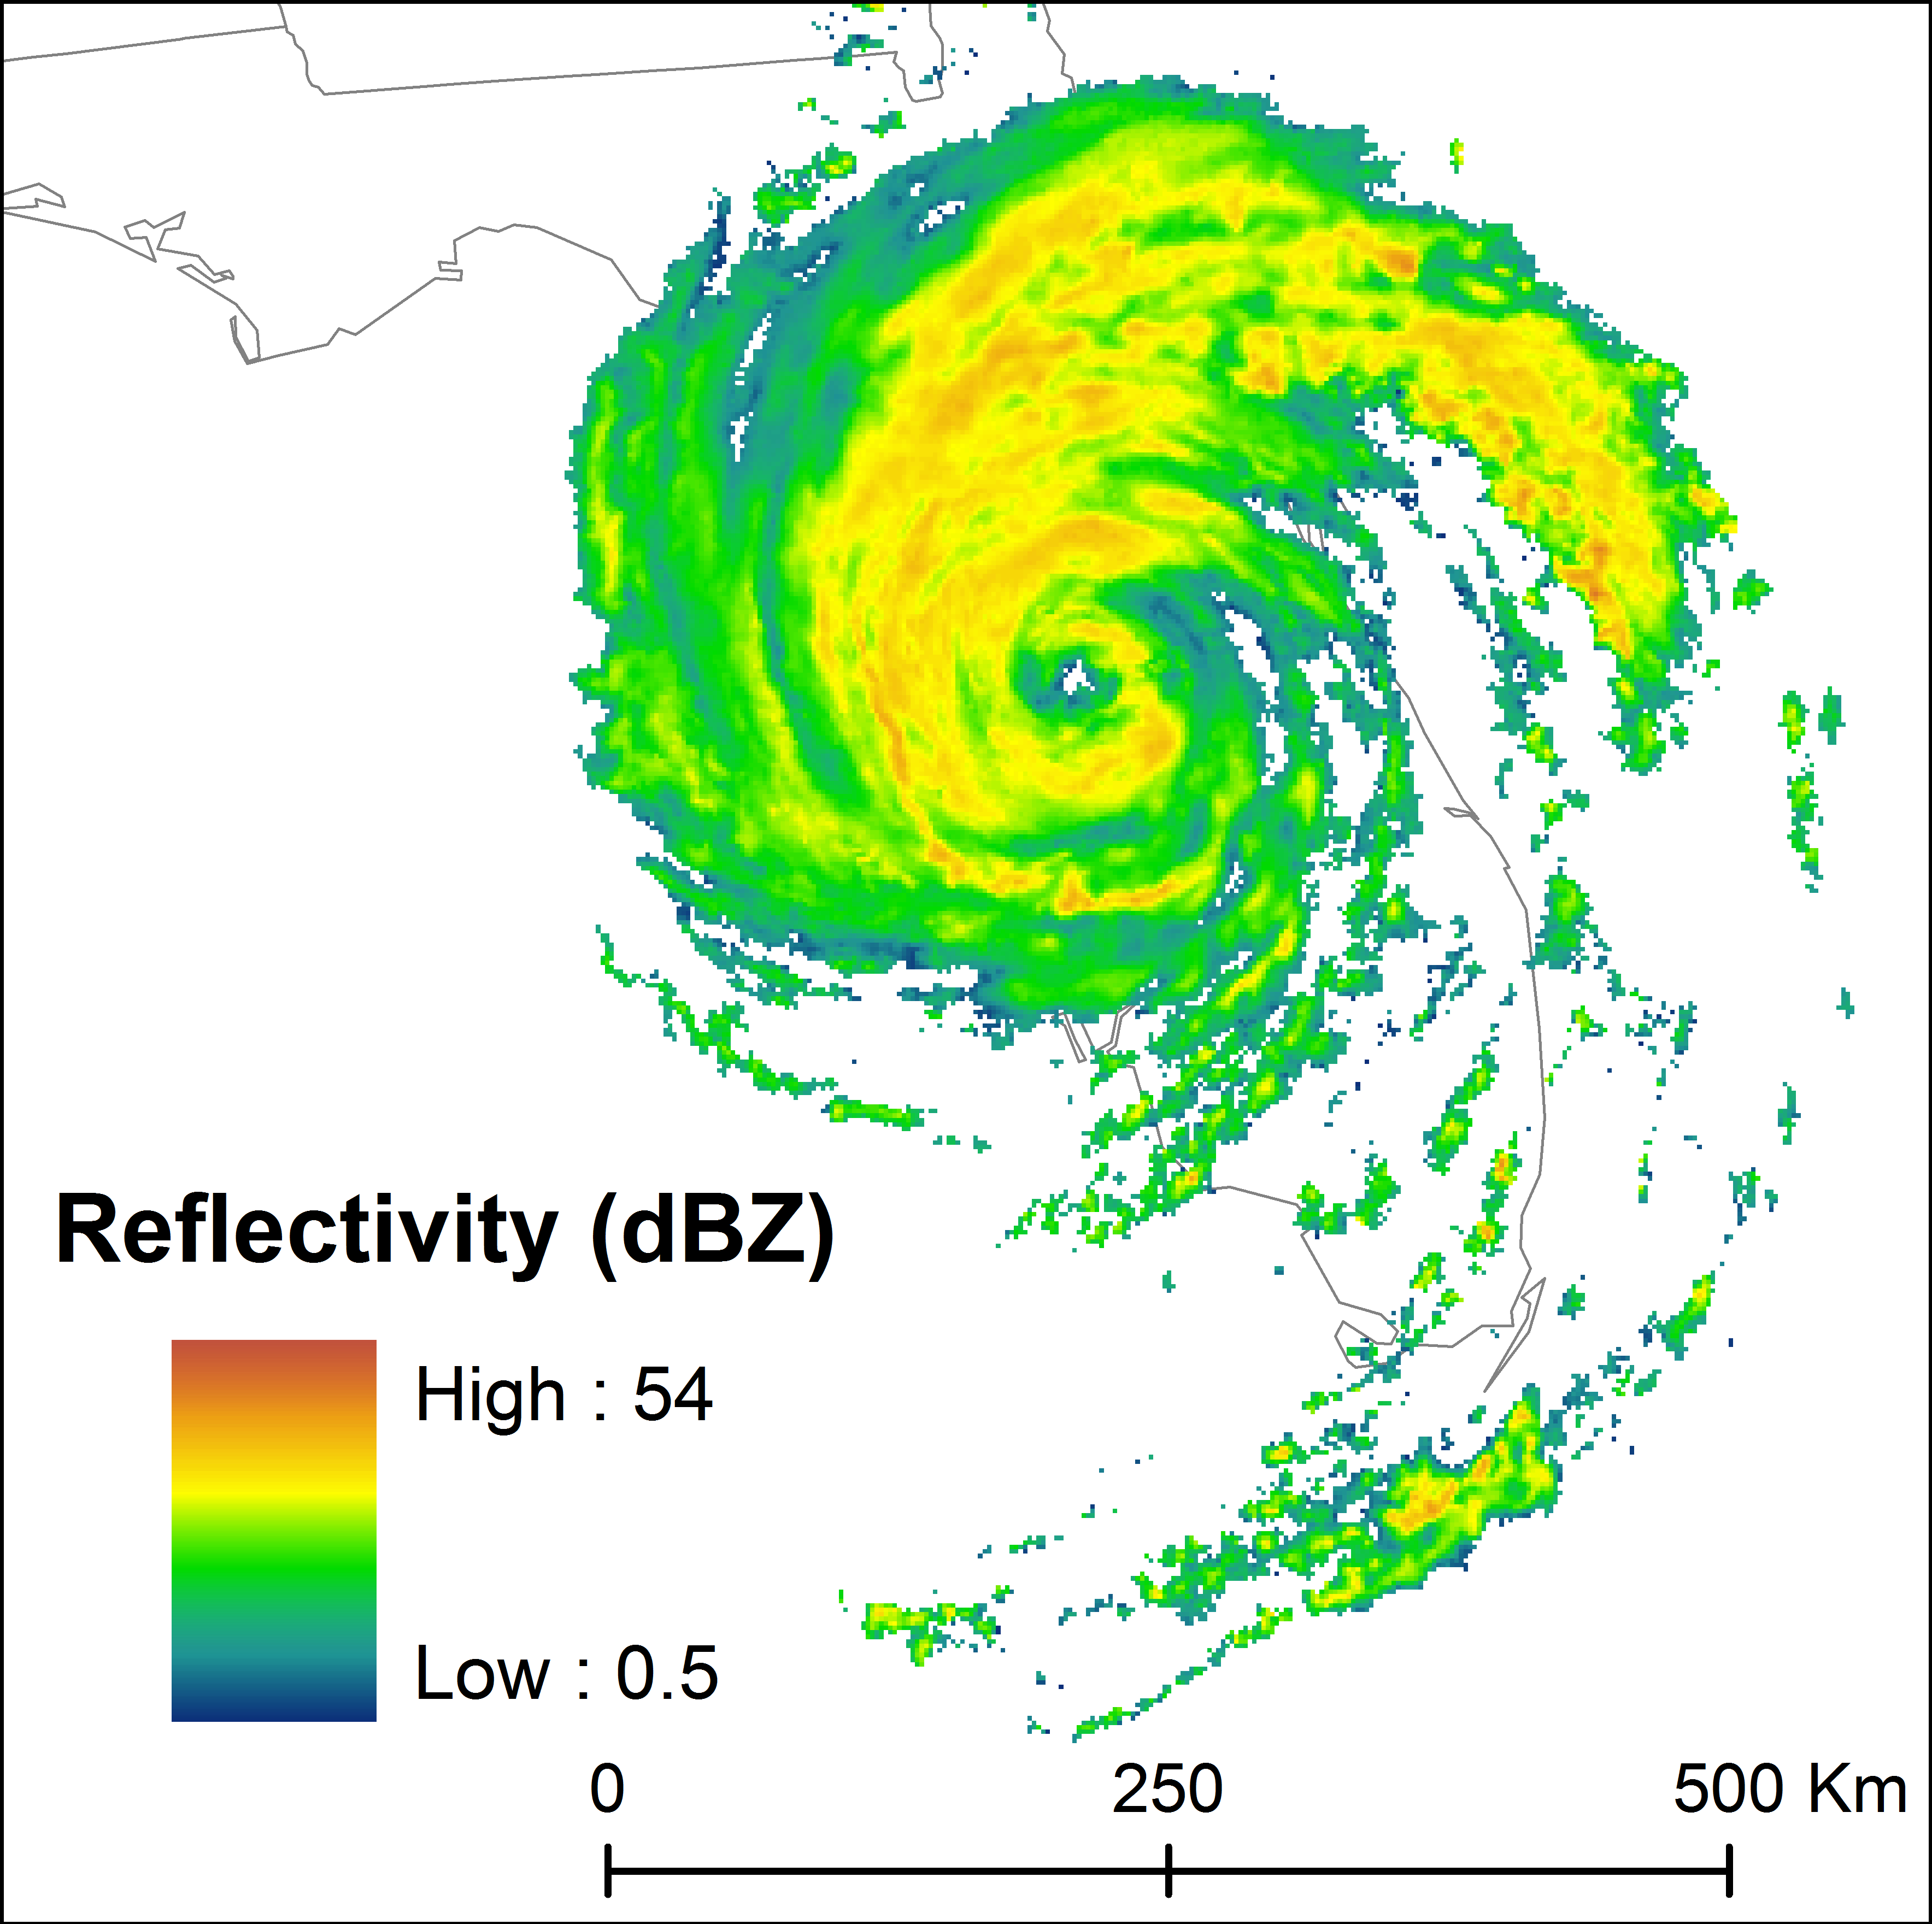 Reflectivity (dBZ)
High : 54
Low : 0.5
0 250 500 Km